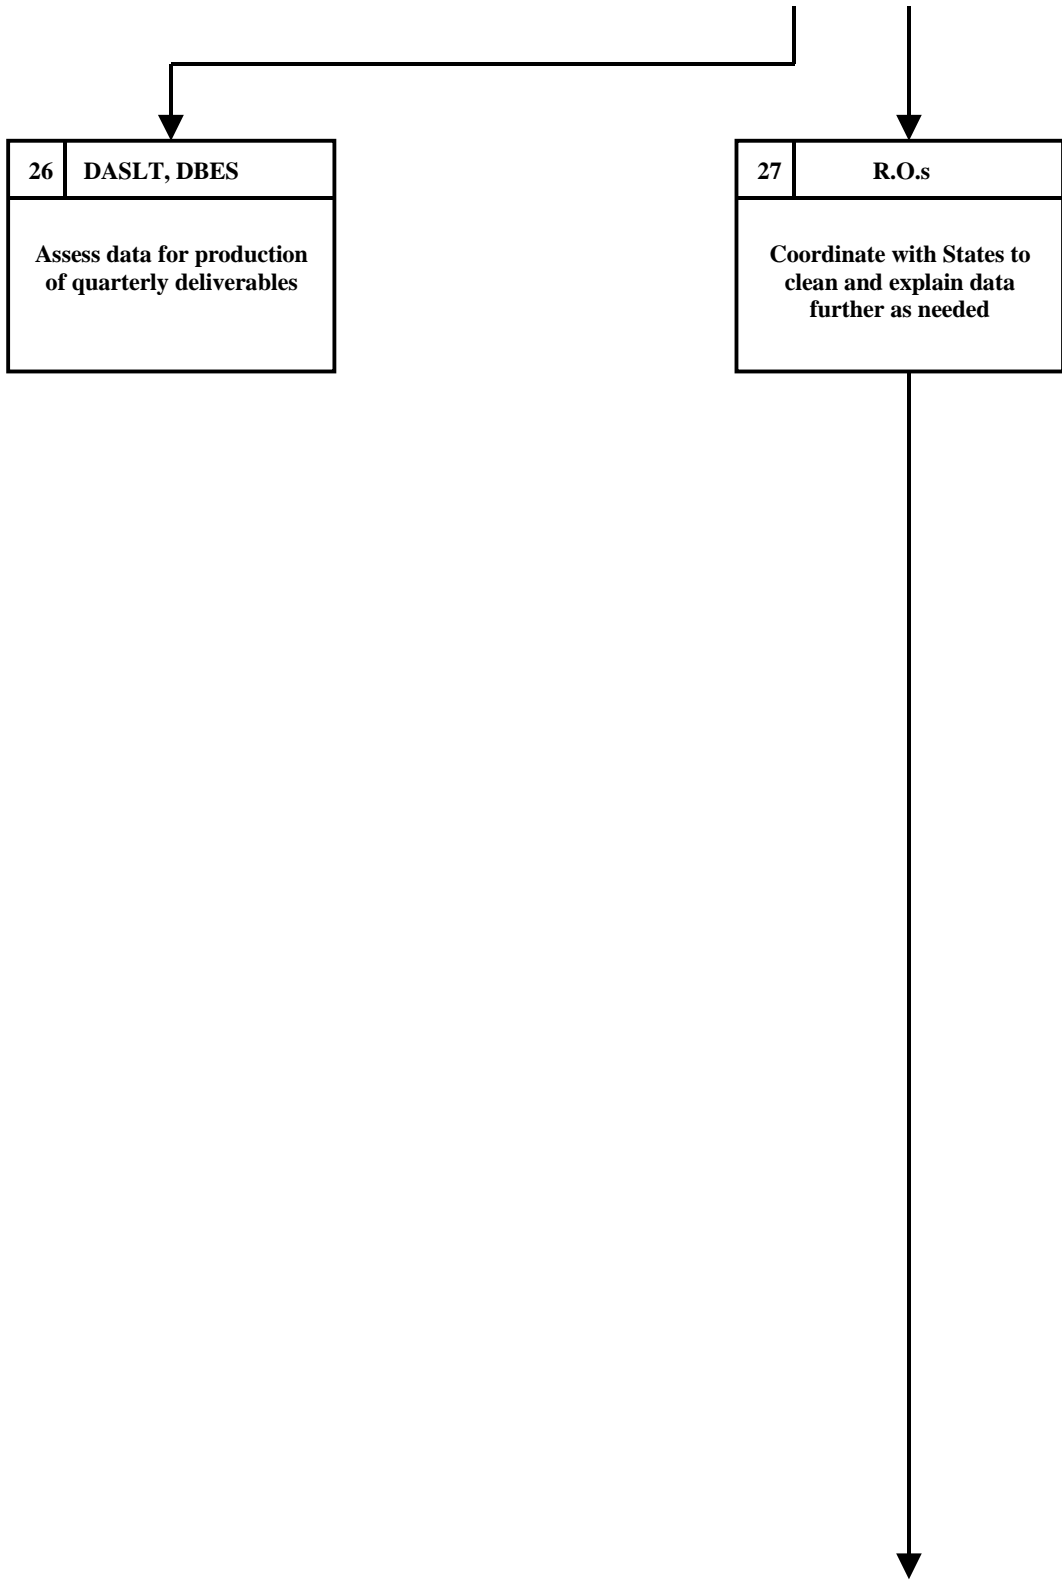 26 DASLT, DBES
Assess data for production
of quarterly deliverables
27 R.O.s
Coordinate with States to
clean and explain data
further as needed